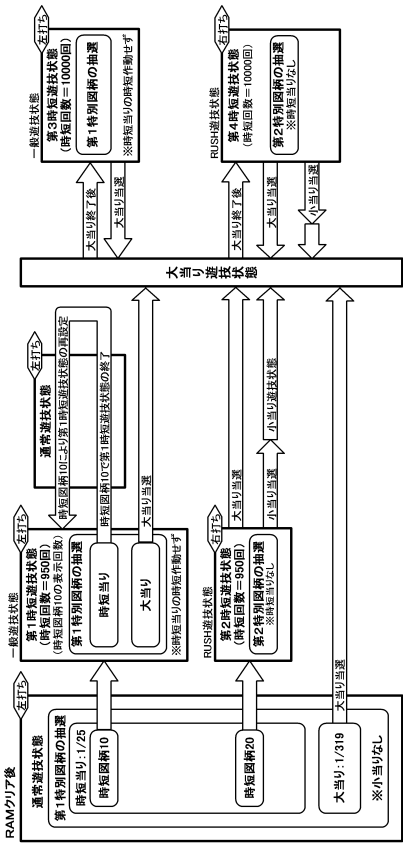 RAMクリア後
左打ち
通常遊技状態
第1特別図柄の抽選
時短当り:1/25
時短図柄10
時短図柄20
大当り:1/319
※小当りなし
一般遊技状態
左打ち
第1時短遊技状態
(時短回数=950回)
(時短図柄10の表示回数)
第1特別図柄の抽選
時短当り
大当り
※時短当りの時短作動せず
RUSH遊技状態
右打ち
第2時短遊技状態
(時短回数=950回)
第2特別図柄の抽選
※時短当りなし
左打ち
通常遊技状態
時短図柄10により第1時短遊技状態の再設定
時短図柄10で第1時短遊技状態の終了
大当り当選
大当り当選
小当り当選
小当り遊技状態
大当り当選
大当り遊技状態
大当り終了後
大当り当選
大当り終了後
大当り当選
小当り当選
一般遊技状態
左打ち
第3時短遊技状態
(時短回数=10000回)
第1特別図柄の抽選
※時短当りの時短作動せず
RUSH遊技状態
右打ち
第4時短遊技状態
(時短回数=10000回)
第2特別図柄の抽選
※時短当りなし